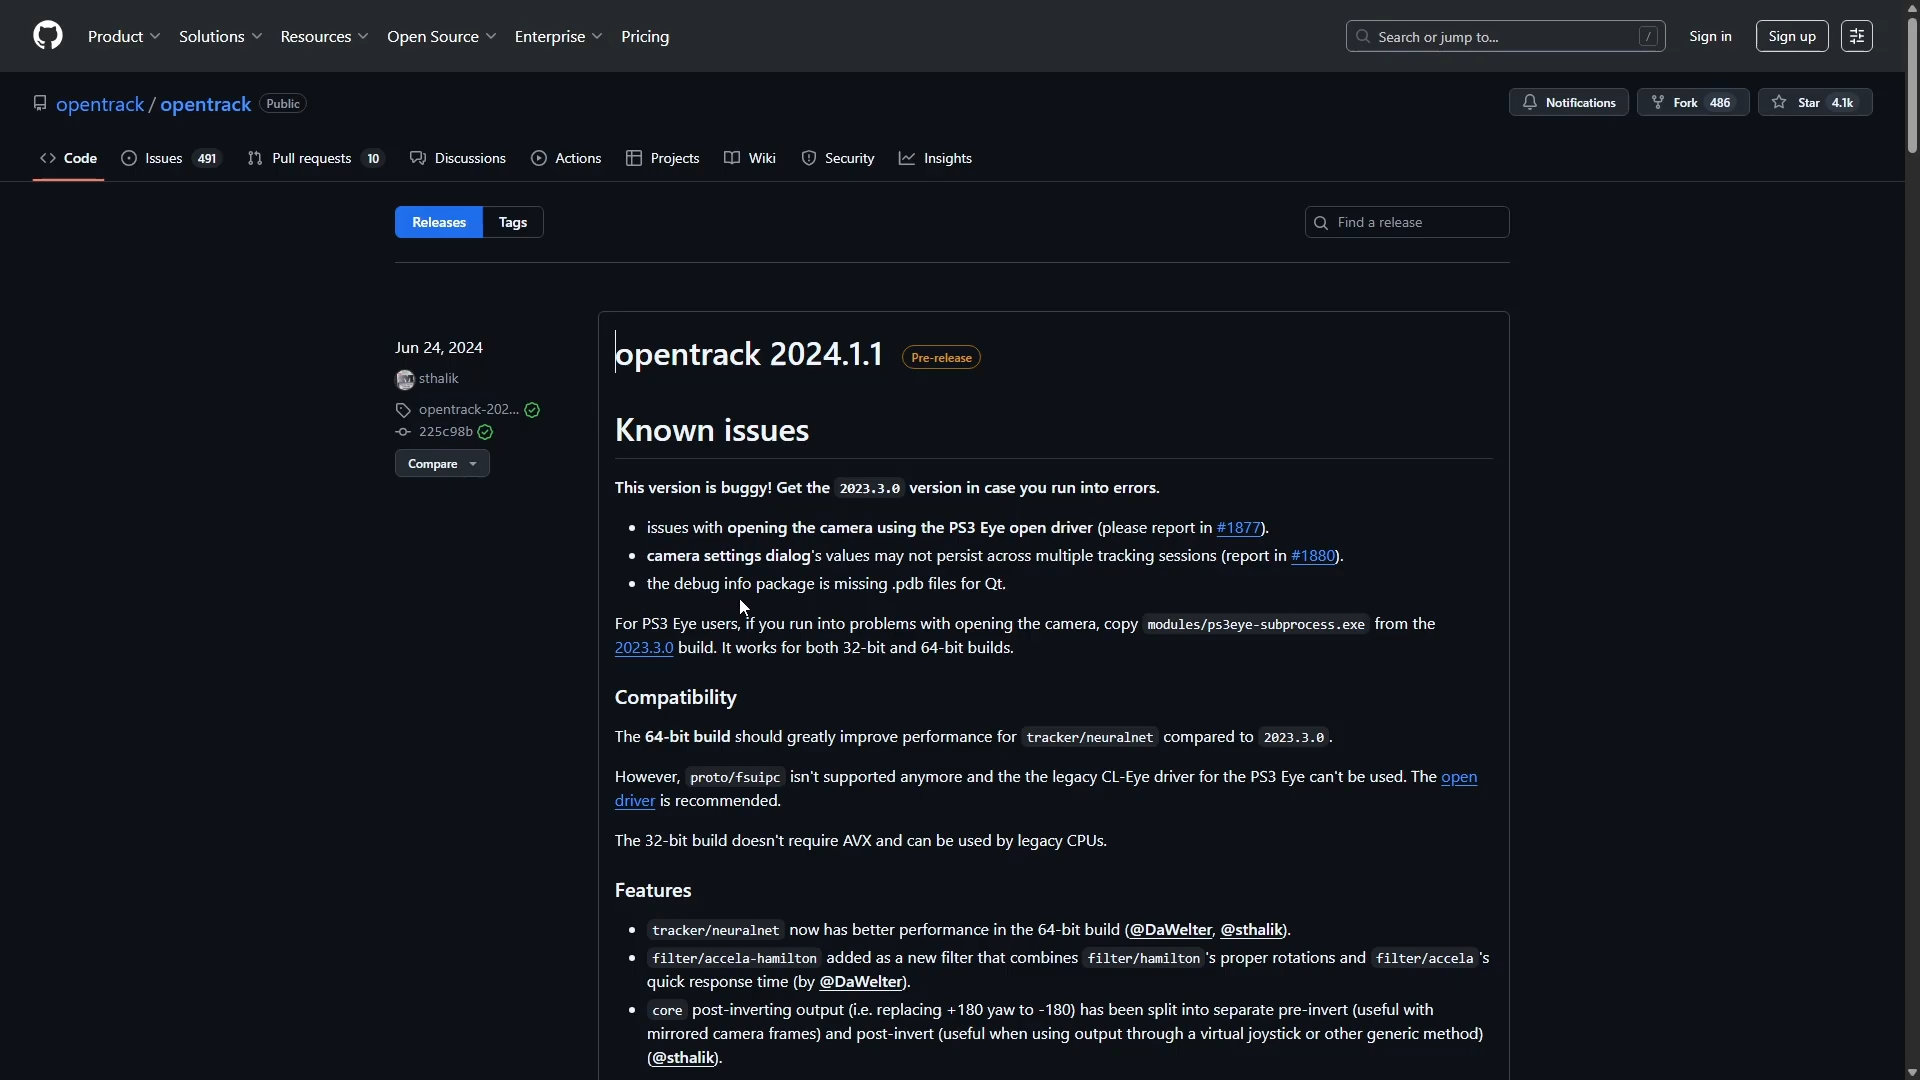 Product Solutions Resources Open Source Enterprise Pricing Search or jump to... / Sign in Sign up
opentrack / opentrack Public Notifications Fork 486 Star 4.1k
Code Issues 491 Pull requests 10 Discussions Actions Projects Wiki Security Insights
Releases Tags Find a release
Jun 24, 2024
sthalik
opentrack-202...
225c98b
Compare
opentrack 2024.1.1 Pre-release
Known issues
This version is buggy! Get the 2023.3.0 version in case you run into errors.
• issues with opening the camera using the PS3 Eye open driver (please report in #1877).
• camera settings dialog's values may not persist across multiple tracking sessions (report in #1880).
• the debug info package is missing .pdb files for Qt.
For PS3 Eye users, if you run into problems with opening the camera, copy modules/ps3eye-subprocess.exe from the
2023.3.0 build. It works for both 32-bit and 64-bit builds.
Compatibility
The 64-bit build should greatly improve performance for tracker/neuralnet compared to 2023.3.0.
However, proto/fsuipc isn't supported anymore and the the legacy CL-Eye driver for the PS3 Eye can't be used. The open
driver is recommended.
The 32-bit build doesn't require AVX and can be used by legacy CPUs.
Features
• tracker/neuralnet now has better performance in the 64-bit build (@DaWelter, @sthalik).
• filter/accela-hamilton added as a new filter that combines filter/hamilton's proper rotations and filter/accela's
quick response time (by @DaWelter).
• core post-inverting output (i.e. replacing +180 yaw to -180) has been split into separate pre-invert (useful with
mirrored camera frames) and post-invert (useful when using output through a virtual joystick or other generic method)
(@sthalik).